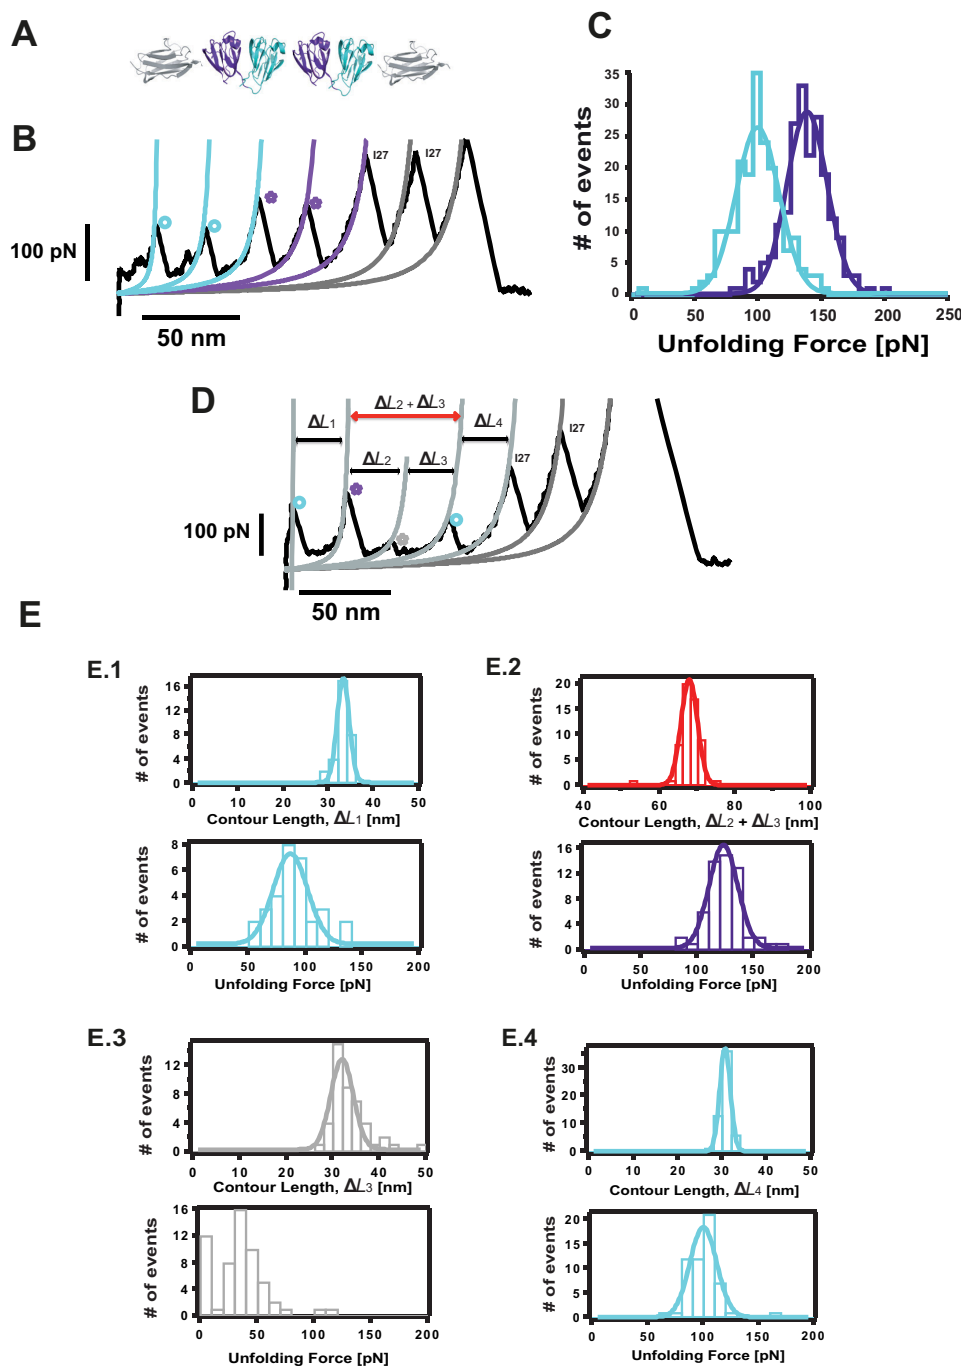 A
B
I27
I27
100 pN
50 nm
C
35
30
25
20
15
10
5
0
# of events
0 50 100 150 200 250
Unfolding Force [pN]
D
ΔL1
ΔL2 + ΔL3
ΔL4
ΔL2
ΔL3
I27
I27
100 pN
50 nm
E
E.1
# of events
16
12
8
4
0
0 10 20 30 40 50
Contour Length, ΔL1 [nm]
# of events
8
6
4
2
0
0 50 100 150 200
Unfolding Force [pN]
E.2
# of events
20
15
10
5
0
40 60 80 100
Contour Length, ΔL2 + ΔL3 [nm]
# of events
16
12
8
4
0
0 50 100 150 200
Unfolding Force [pN]
E.3
# of events
12
8
4
0
0 10 20 30 40 50
Contour Length, ΔL3 [nm]
# of events
16
12
8
4
0
0 50 100 150 200
Unfolding Force [pN]
E.4
# of events
30
20
10
0
0 10 20 30 40 50
Contour Length, ΔL4 [nm]
# of events
20
15
10
5
0
0 50 100 150 200
Unfolding Force [pN]